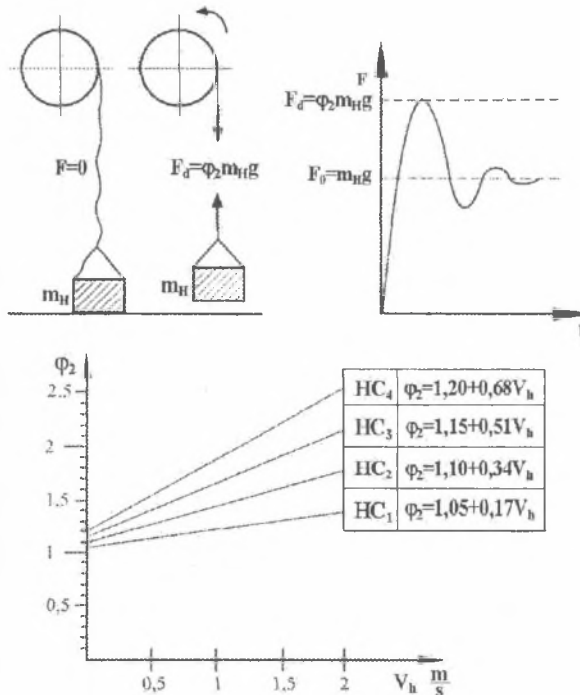 F
F_d=φ₂m_Hg
F=0
F_d=φ₂m_Hg
F₀=m_Hg
m_H
m_H
t
φ₂
2,5
2
1,5
1
0,5
HC₄ φ₂=1,20+0,68V_h
HC₃ φ₂=1,15+0,51V_h
HC₂ φ₂=1,10+0,34V_h
HC₁ φ₂=1,05+0,17V_h
0,5 1 1,5 2
V_h m/s